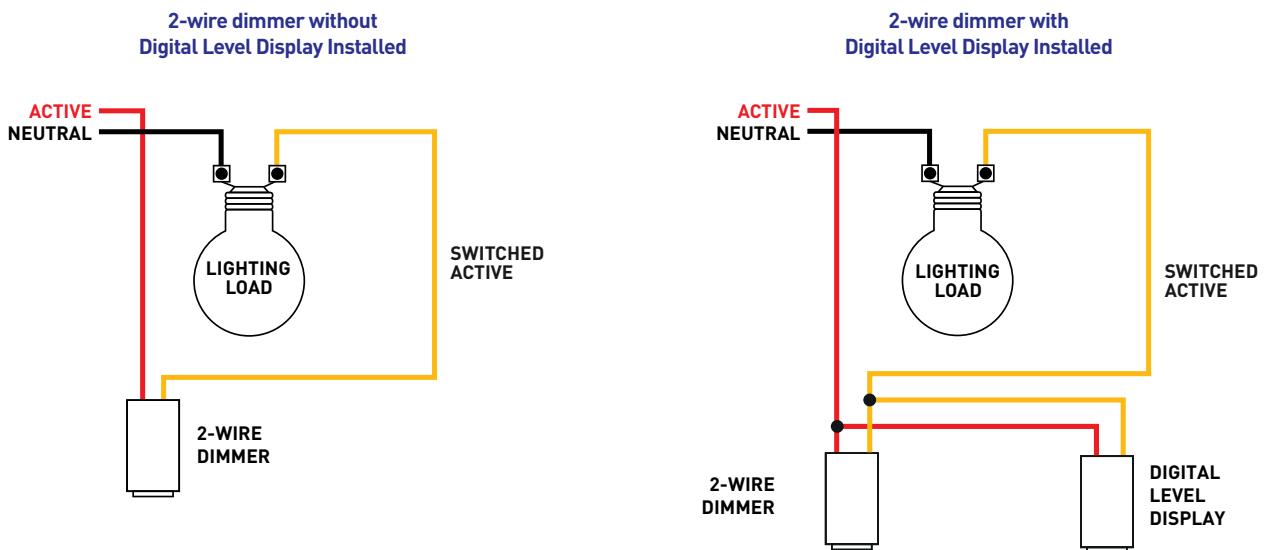 2-wire dimmer without
Digital Level Display Installed
ACTIVE
NEUTRAL
LIGHTING
LOAD
SWITCHED
ACTIVE
2-WIRE
DIMMER
2-wire dimmer with
Digital Level Display Installed
ACTIVE
NEUTRAL
LIGHTING
LOAD
SWITCHED
ACTIVE
2-WIRE
DIMMER
DIGITAL
LEVEL
DISPLAY